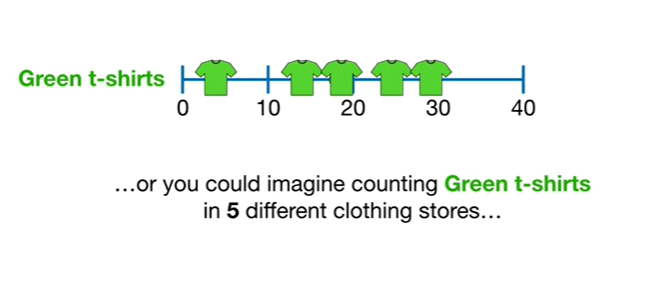 Green t-shirts
0 10 20 30 40
...or you could imagine counting Green t-shirts
in 5 different clothing stores...